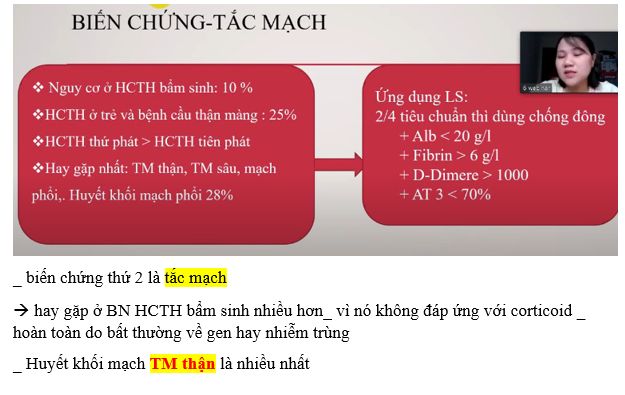 BIẾN CHỨNG-TẮC MẠCH
❖ Nguy cơ ở HCTH bẩm sinh: 10 %
❖HCTH ở trẻ và bệnh cầu thận màng : 25%
❖HCTH thứ phát > HCTH tiên phát
❖Hay gặp nhất: TM thận, TM sâu, mạch
phổi,. Huyết khối mạch phổi 28%
Ứng dụng LS:
2/4 tiêu chuẩn thì dùng chống đông
+ Alb < 20 g/l
+ Fibrin > 6 g/l
+ D-Dimere > 1000
+ AT 3 < 70%
_ biến chứng thứ 2 là tắc mạch
→ hay gặp ở BN HCTH bẩm sinh nhiều hơn_ vì nó không đáp ứng với corticoid _
hoàn toàn do bất thường về gen hay nhiễm trùng
_ Huyết khối mạch TM thận là nhiều nhất